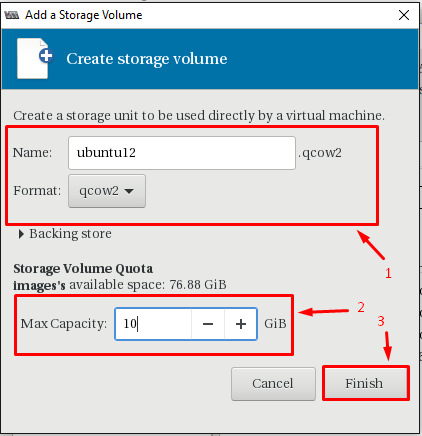 Add a Storage Volume
Create storage volume
Create a storage unit to be used directly by a virtual machine.
Name: ubuntu12 .qcow2
Format: qcow2
1
Backing store
Storage Volume Quota
images's available space: 76.88 GiB
Max Capacity: 10 GiB
2
3
Cancel Finish